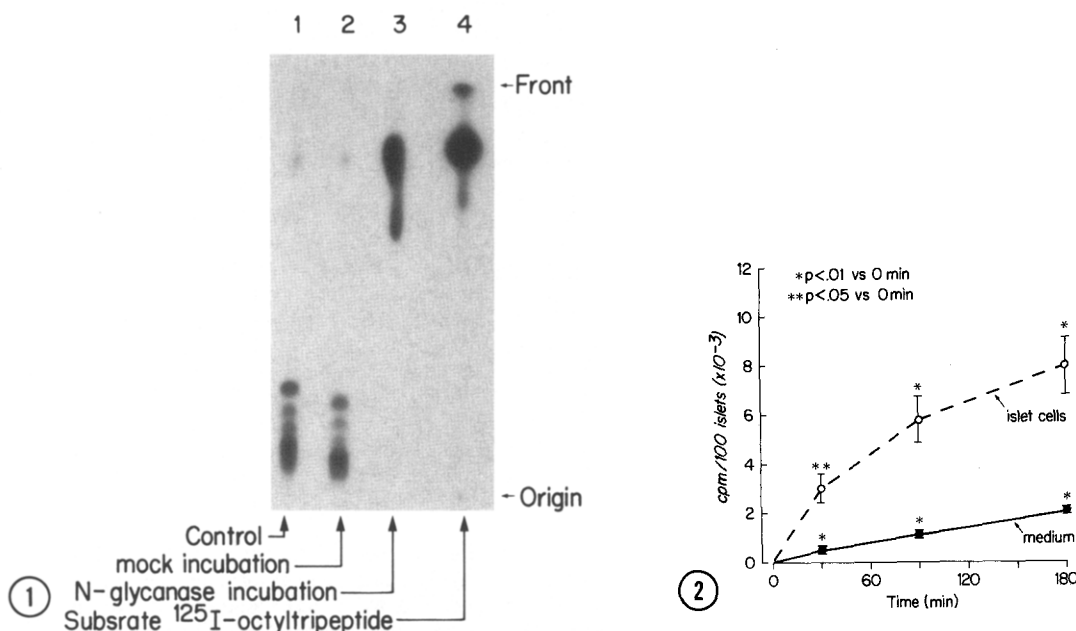 1 2 3 4
←Front
←Origin
Control
mock incubation
N-glycanase incubation
Subsrate ¹²⁵I-octyltripeptide
1
12
10
8
6
4
2
0
cpm/100 islets (x10⁻³)
*p<.01 vs 0 min
**p<.05 vs 0 min
**
*
*
islet cells
*
*
*
medium
0 60 120 180
Time (min)
2